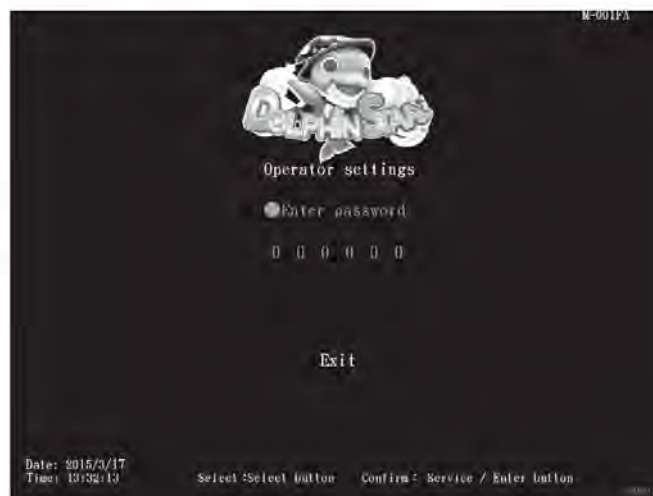 M-001FA
DOLPHIN STARS
Operator settings
Enter password
0 0 0 0 0 0
Exit
Date: 2015/3/17
Time: 13:32:13
Select :Select button Confirm : Service / Enter button